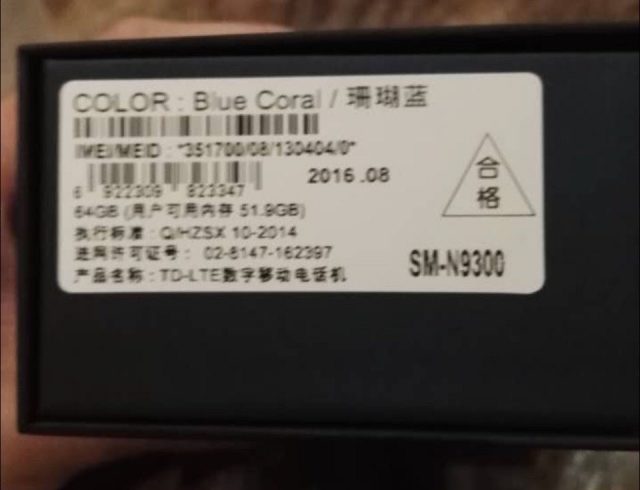 COLOR : Blue Coral / 珊瑚蓝
IMEI/MEID : "351700/08/130404/0"
6 922309 823347
2016 .08
64GB (用户可用内存 51.9GB)
执行标准 : Q/HZSX 10-2014
进网许可证号 : 02-8147-162397
产品名称 : TD-LTE数字移动电话机
合格
SM-N9300